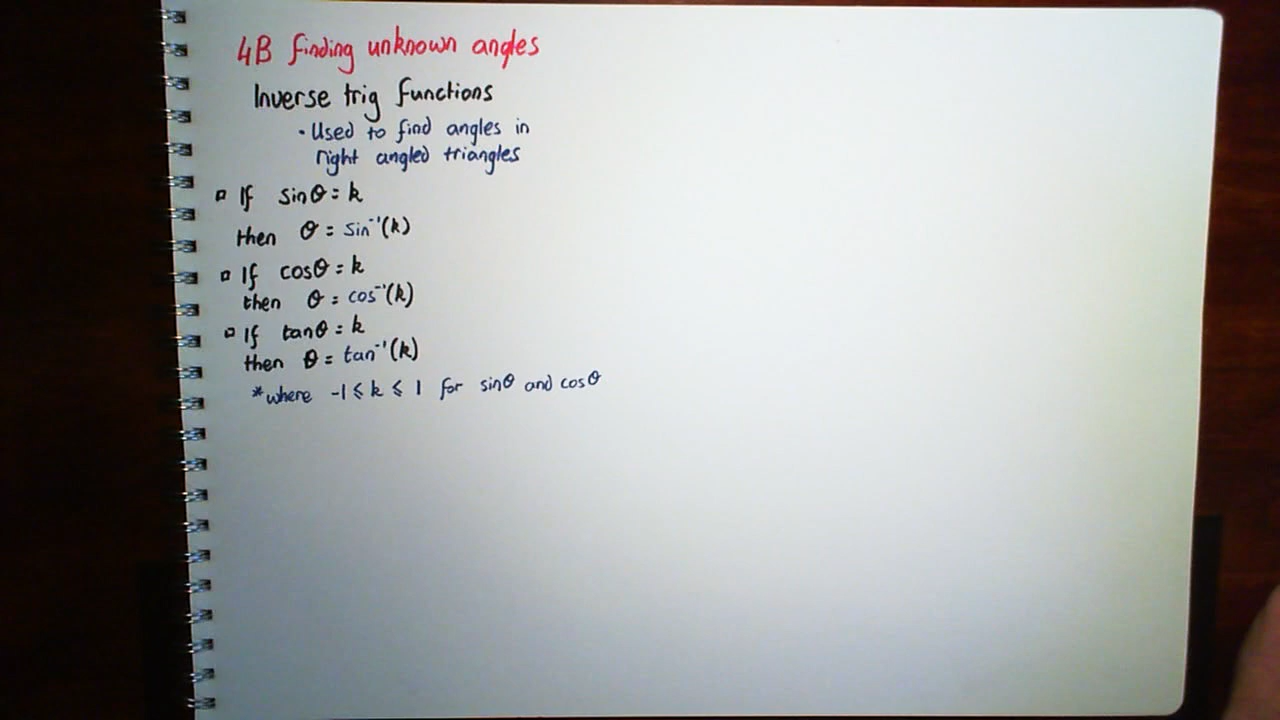 4B Finding unknown angles
Inverse trig functions
• Used to find angles in
right angled triangles
▫ If sinθ = k
then θ = sin⁻¹(k)
▫ If cosθ = k
then θ = cos⁻¹(k)
▫ If tanθ = k
then θ = tan⁻¹(k)
*where -1 ≤ k ≤ 1 for sinθ and cosθ